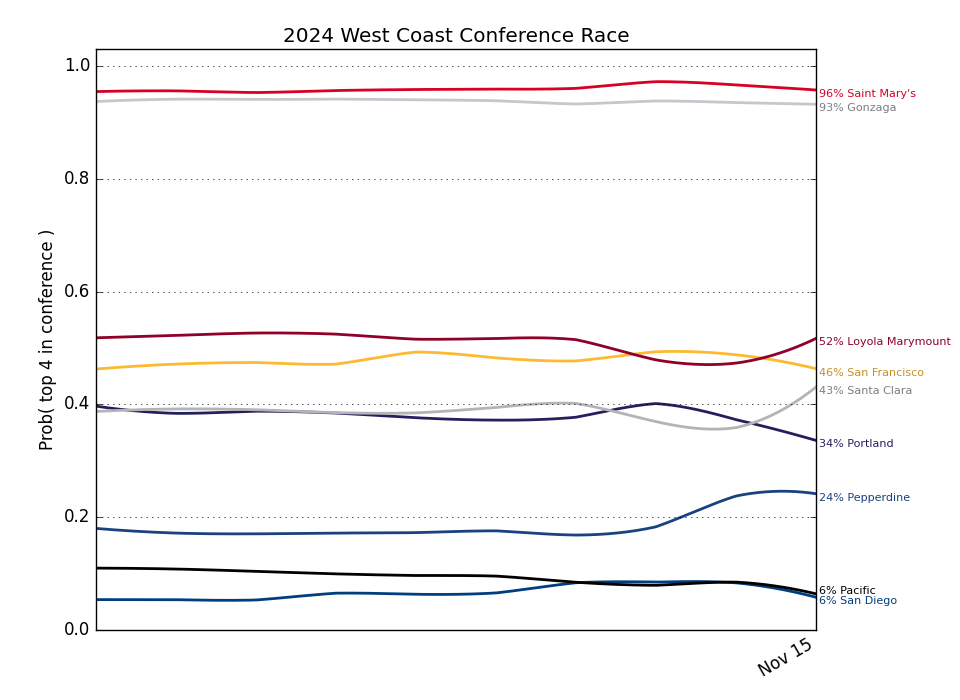 2024 West Coast Conference Race
Prob( top 4 in conference )
1.0
0.8
0.6
0.4
0.2
0.0
96% Saint Mary's
93% Gonzaga
52% Loyola Marymount
46% San Francisco
43% Santa Clara
34% Portland
24% Pepperdine
6% Pacific
6% San Diego
Nov 15